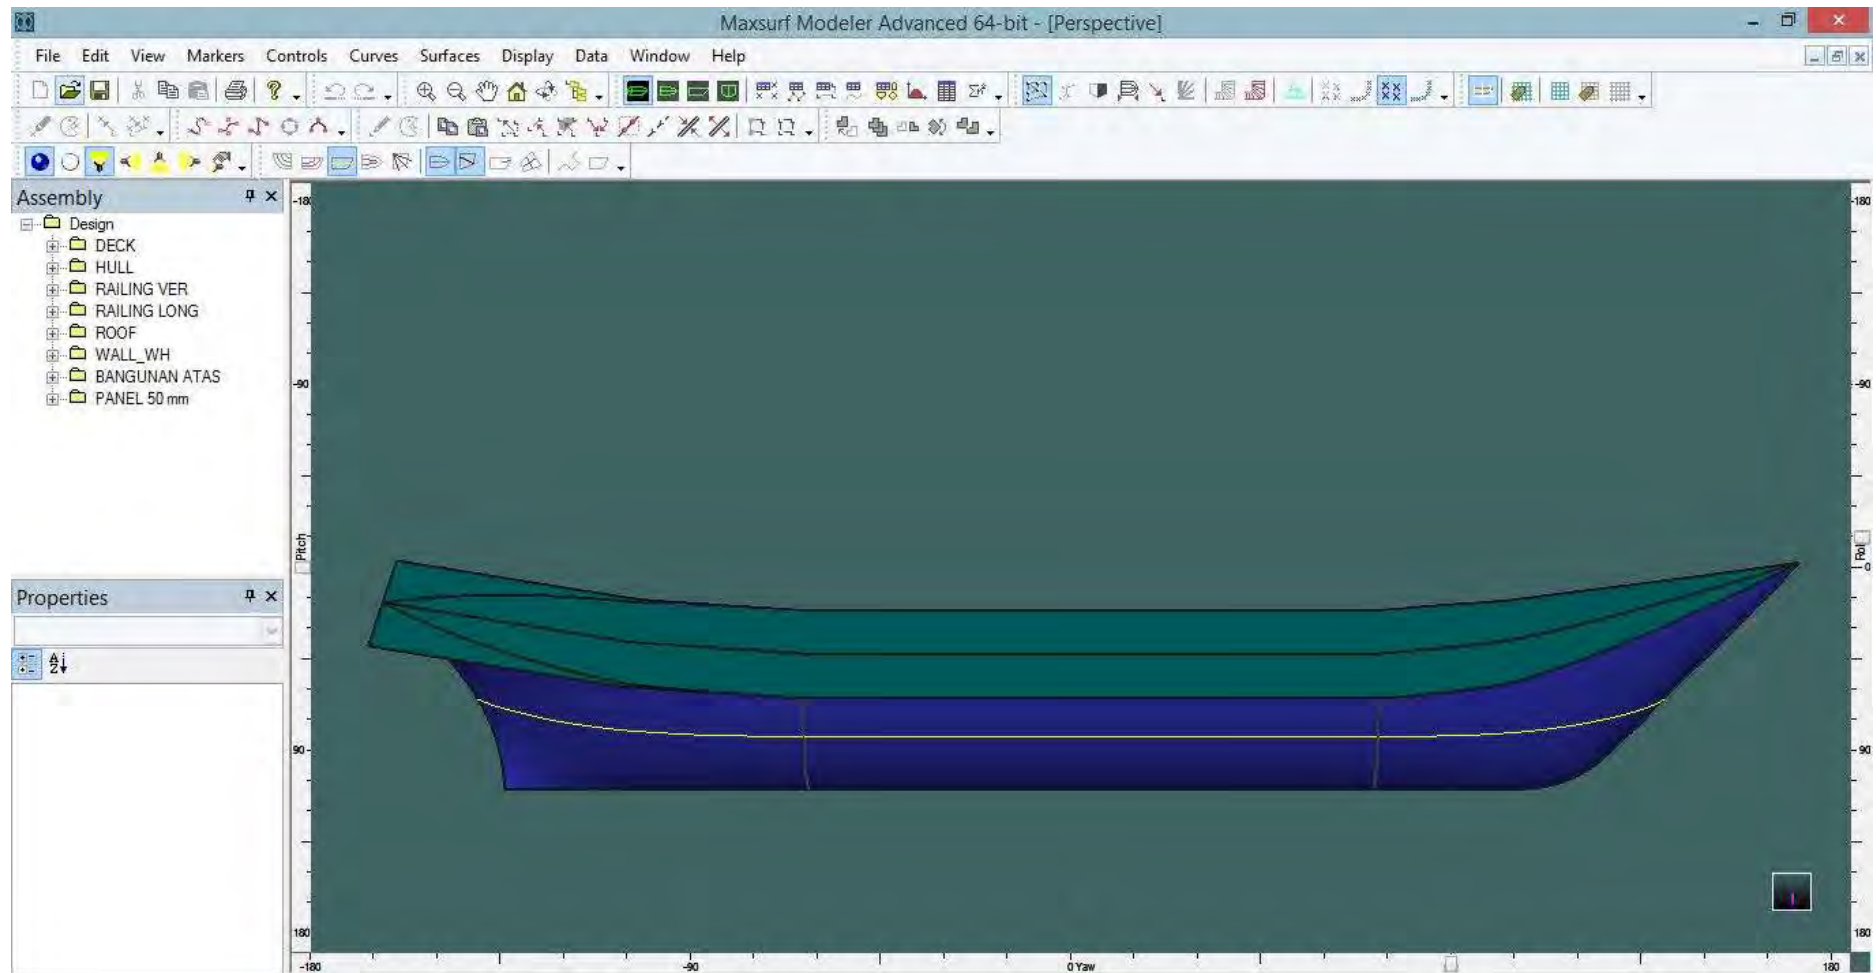 Maxsurf Modeler Advanced 64-bit - [Perspective]
File Edit View Markers Controls Curves Surfaces Display Data Window Help
Assembly
Design
DECK
HULL
RAILING VER
RAILING LONG
ROOF
WALL_WH
BANGUNAN ATAS
PANEL 50 mm
Properties
-180
-90
Pitch
90
180
-180
-90
0 Yaw
180
-180
-90
0
90
180